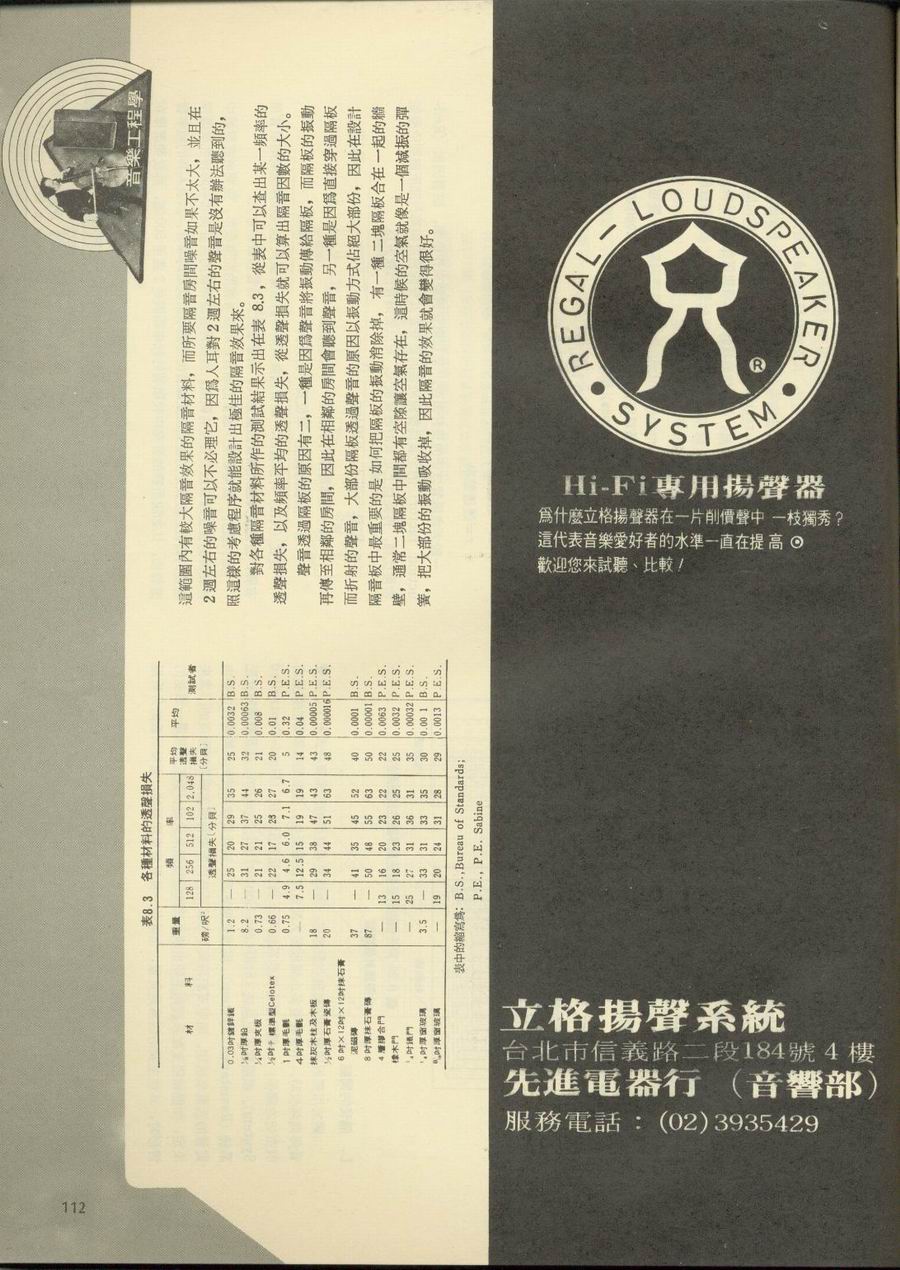 音樂工程學
這範圍內有較大隔音效果的隔音材料，而所要隔音房間噪音如果不太大，並且在
2 週左右的噪音可以不必理它，因爲人耳對 2 週左右的聲音是沒有辦法聽到的，
照這樣的考慮程序就能設計出極佳的隔音效果來。
對各種隔音材料所作的測試結果示出在表 8.3，從表中可以查出某一頻率的
透聲損失，以及頻率平均的透聲損失，從透聲損失就可以算出隔音因數的大小。
聲音透過隔板的原因有二，一種是因爲聲音將振動傳給隔板，而隔板的振動
再傳至相鄰的房間，因此在相鄰的房間會聽到聲音，另一種是因爲直接穿過隔板
而折射的聲音，大部份隔板透過聲音的原因以振動方式佔絕大部份，因此在設計
隔音板中最重要的是如何把隔板的振動消除掉，有一種二塊隔板合在一起的牆
壁，通常二塊隔板中間都有空隙讓空氣存在，這時候的空氣就像是一個減振的彈
簧，把大部份的振動吸收掉，因此隔音的效果就會變得很好。
表8.3 各種材料的透聲損失
材 料 重量 磅/呎² 頻 率 平均透聲損失〔分貝〕 平均 測試者
128 256 512 102 2,048
透聲損失〔分貝〕
0.03吋鍍鋅鐵 1.2 — 25 20 29 35 25 0.0032 B.S.
厚鉛 8.2 — 31 27 37 44 32 0.00063 B.S.
厚夾板 0.73 — 21 21 25 26 21 0.008 B.S.
標準型Celotex 0.66 — 22 17 28 27 20 0.01 B.S.
1 吋厚毛氈 0.75 4.9 4.6 6.0 7.1 6.7 5 0.32 P.E.S.
4 吋厚毛氈 — 7.5 12.5 15 19 19 14 0.04 P.E.S.
抹灰木柱及木板 18 — 29 38 47 43 43 0.00005 P.E.S.
½吋厚石膏瓷磚 20 — 34 44 51 63 48 0.000016 P.E.S.
6 吋×12吋×12吋抹石膏
泥磁磚 37 — 41 35 45 52 40 0.0001 B.S.
8 吋厚抹石膏磚 87 — 50 48 55 63 50 0.00001 B.S.
4 層膠合門 — 13 16 20 23 22 22 0.0063 P.E.S.
橡木門 — 15 18 23 26 25 25 0.0032 P.E.S.
吋鐵門 — 25 27 31 36 31 35 0.00032 P.E.S.
吋厚窗玻璃 3.5 — 33 31 33 35 30 0.00 1 B.S.
吋厚窗玻璃 — 19 20 24 31 28 29 0.0013 P.E.S.
表中的縮寫爲: B.S.,Bureau of Standards;
P.E., P.E. Sabine
112
REGAL-LOUDSPEAKER
• SYSTEM •
®
Hi-Fi專用揚聲器
爲什麼立格揚聲器在一片削價聲中一枝獨秀？
這代表音樂愛好者的水準一直在提高⊙
歡迎您來試聽、比較！
立格揚聲系統
台北市信義路二段184號 4 樓
先進電器行（音響部）
服務電話：(02)3935429